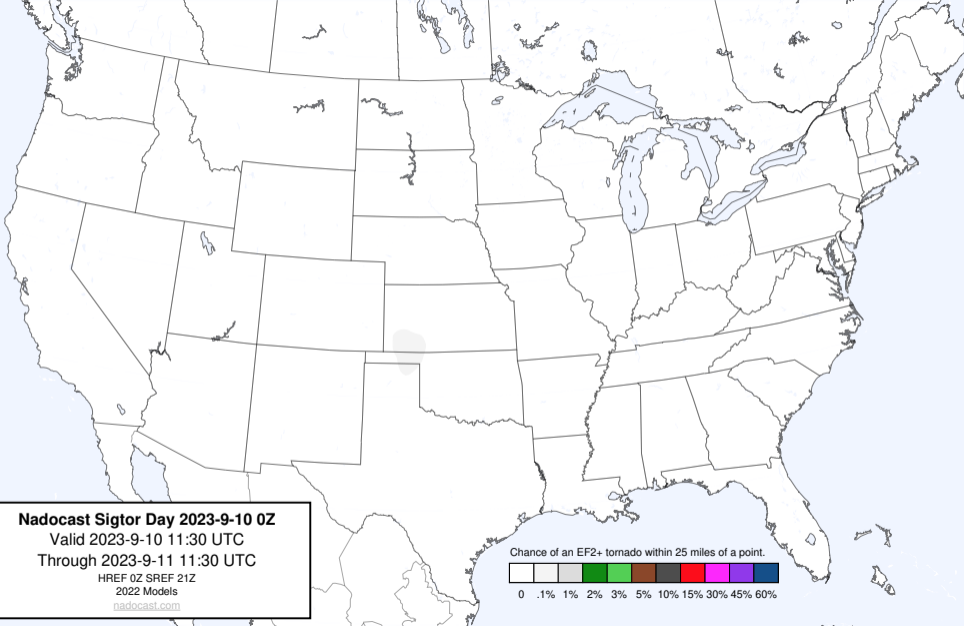 Nadocast Sigtor Day 2023-9-10 0Z
Valid 2023-9-10 11:30 UTC
Through 2023-9-11 11:30 UTC
HREF 0Z SREF 21Z
2022 Models
nadocast.com
Chance of an EF2+ tornado within 25 miles of a point.
0 .1% 1% 2% 3% 5% 10% 15% 30% 45% 60%